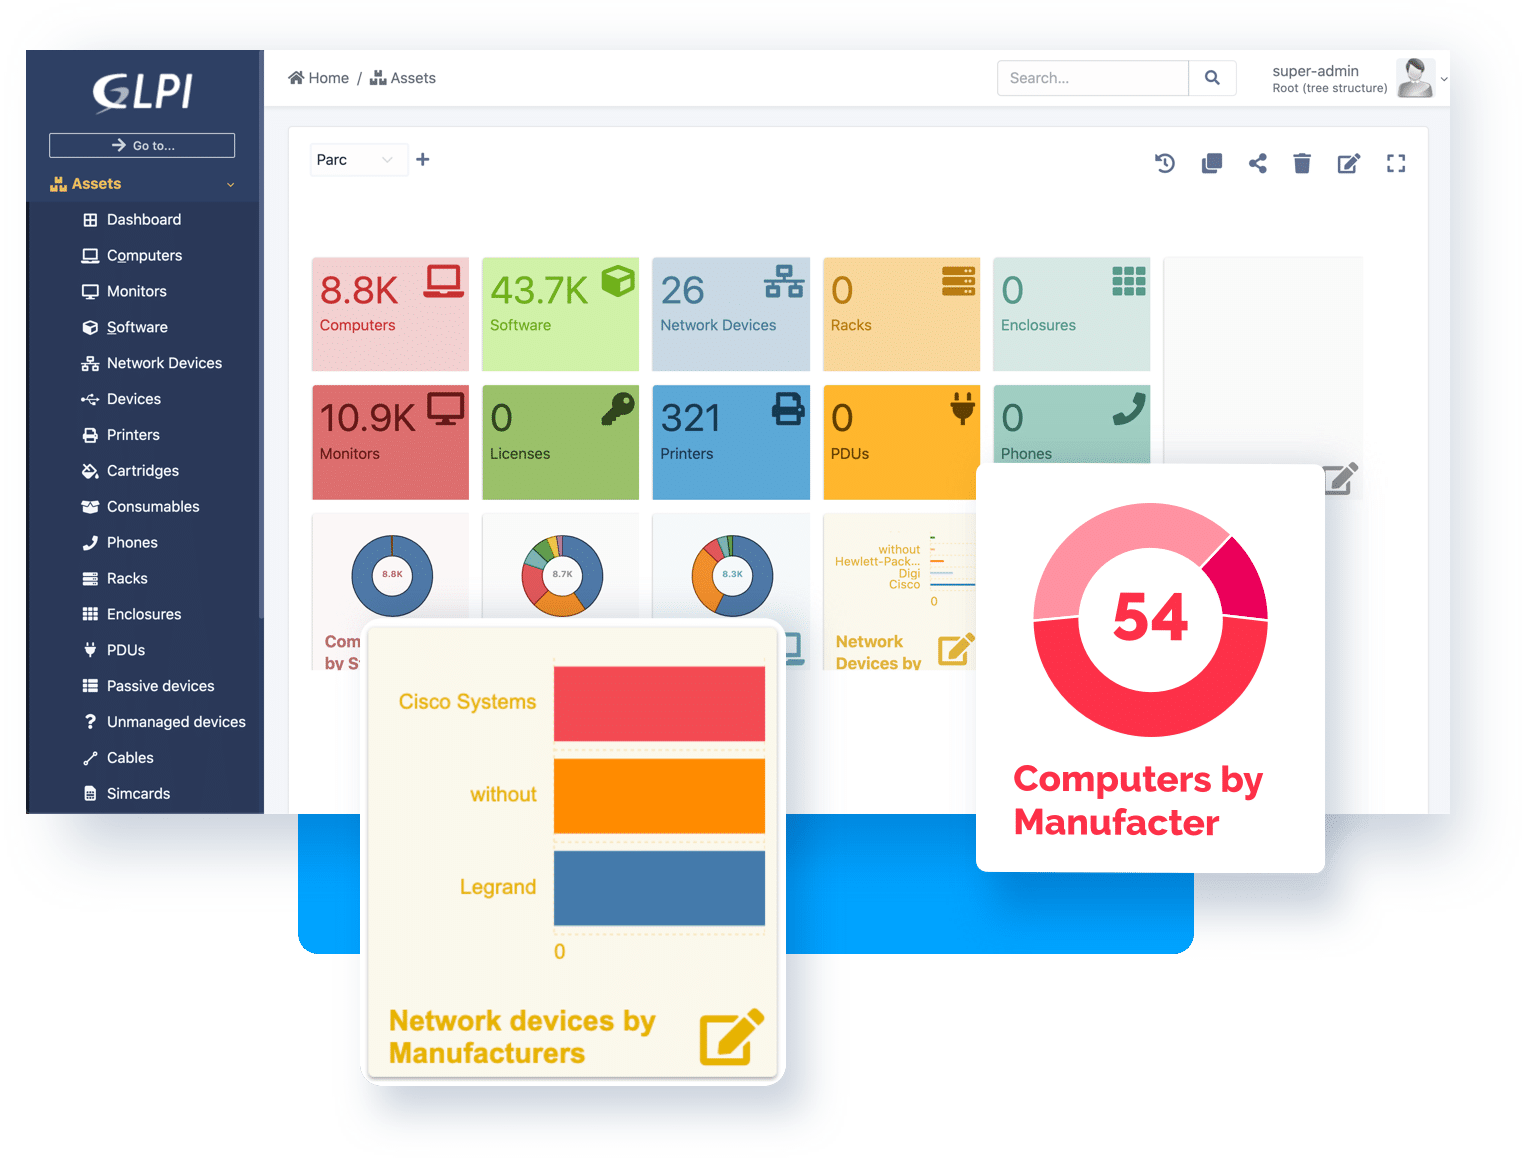 GLPI
Go to...
Assets
Dashboard
Computers
Monitors
Software
Network Devices
Devices
Printers
Cartridges
Consumables
Phones
Racks
Enclosures
PDUs
Passive devices
Unmanaged devices
Cables
Simcards
Home / Assets
Search...
super-admin
Root (tree structure)
Parc
8.8K
Computers
43.7K
Software
26
Network Devices
0
Racks
0
Enclosures
10.9K
Monitors
0
Licenses
321
Printers
0
PDUs
0
Phones
8.8K
Com
by S
8.7K
8.3K
without
Hewlett-Pack...
Digi
Cisco
0
Network
Devices by
Cisco Systems
without
Legrand
0
Network devices by
Manufacturers
54
Computers by
Manufacter